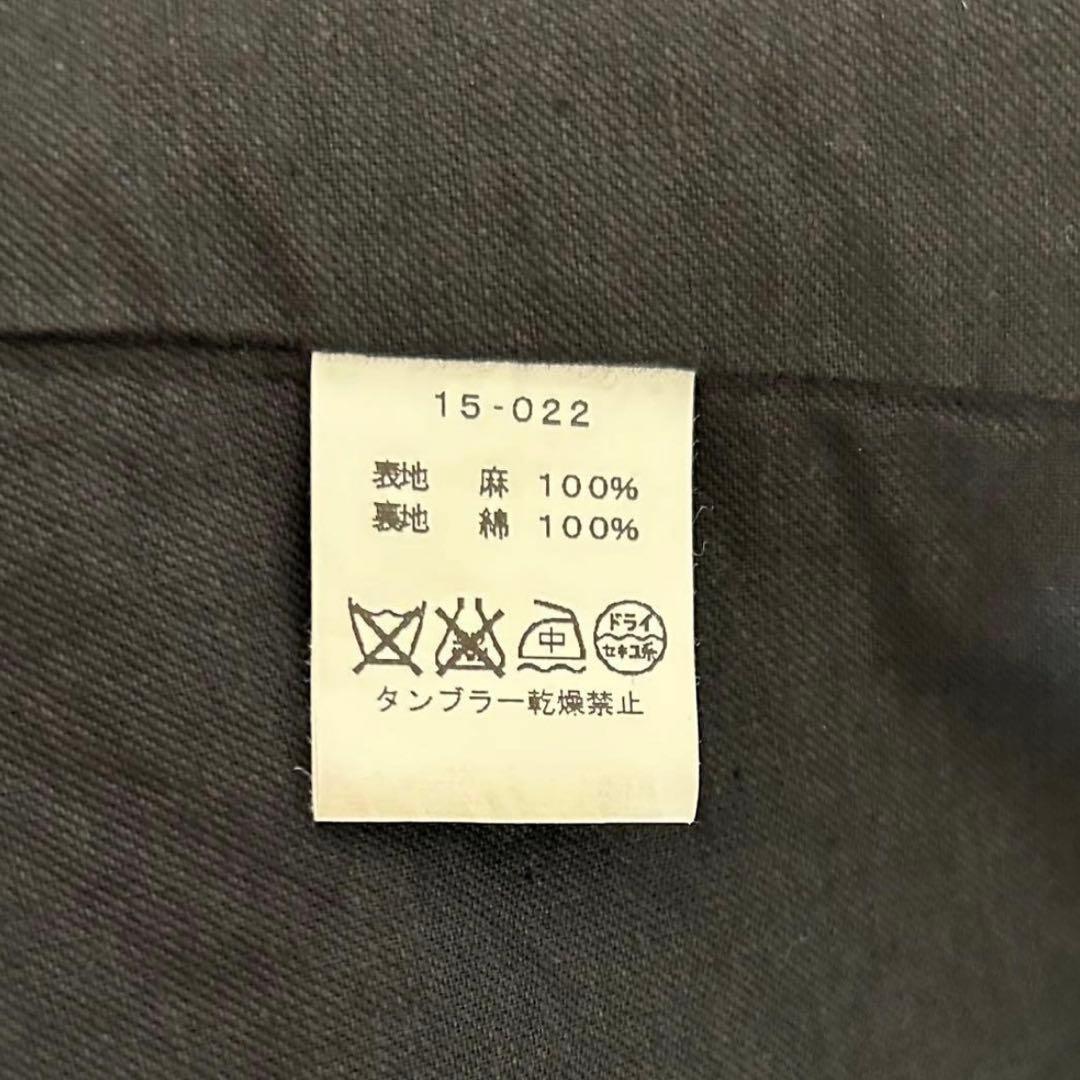 15-022
表地 麻 100%
裏地 綿 100%
中 ドライ
セキユ系
タンブラー乾燥禁止